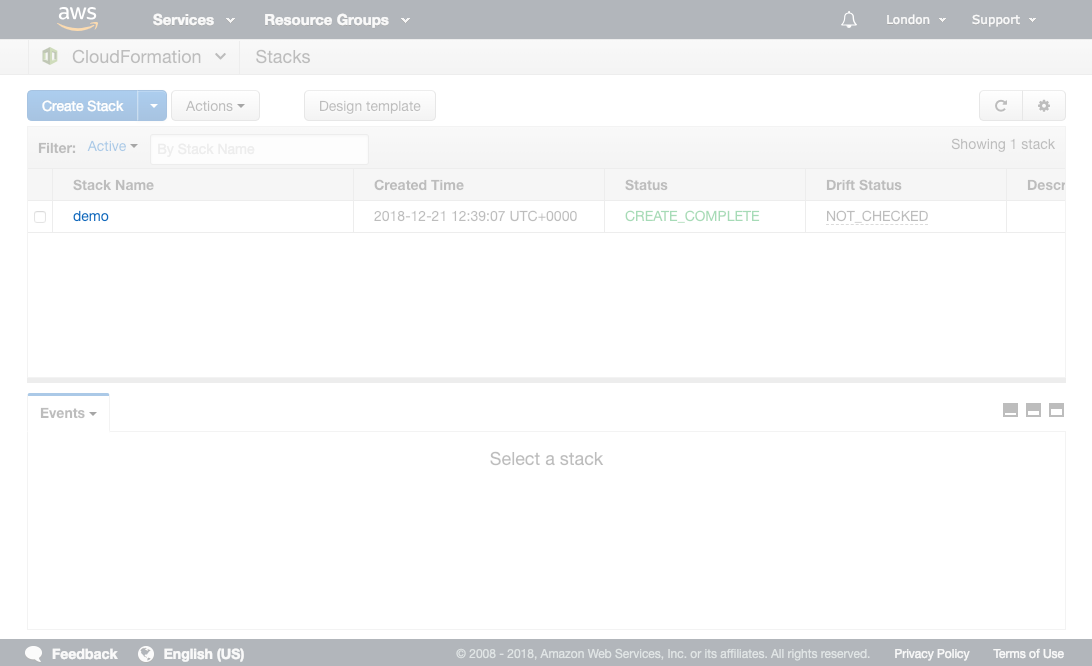 aws Services Resource Groups London Support
CloudFormation Stacks
Create Stack Actions Design template
Filter: Active By Stack Name Showing 1 stack
Stack Name Created Time Status Drift Status Descr
demo 2018-12-21 12:39:07 UTC+0000 CREATE_COMPLETE NOT_CHECKED
Events
Select a stack
Feedback English (US) © 2008 - 2018, Amazon Web Services, Inc. or its affiliates. All rights reserved. Privacy Policy Terms of Use